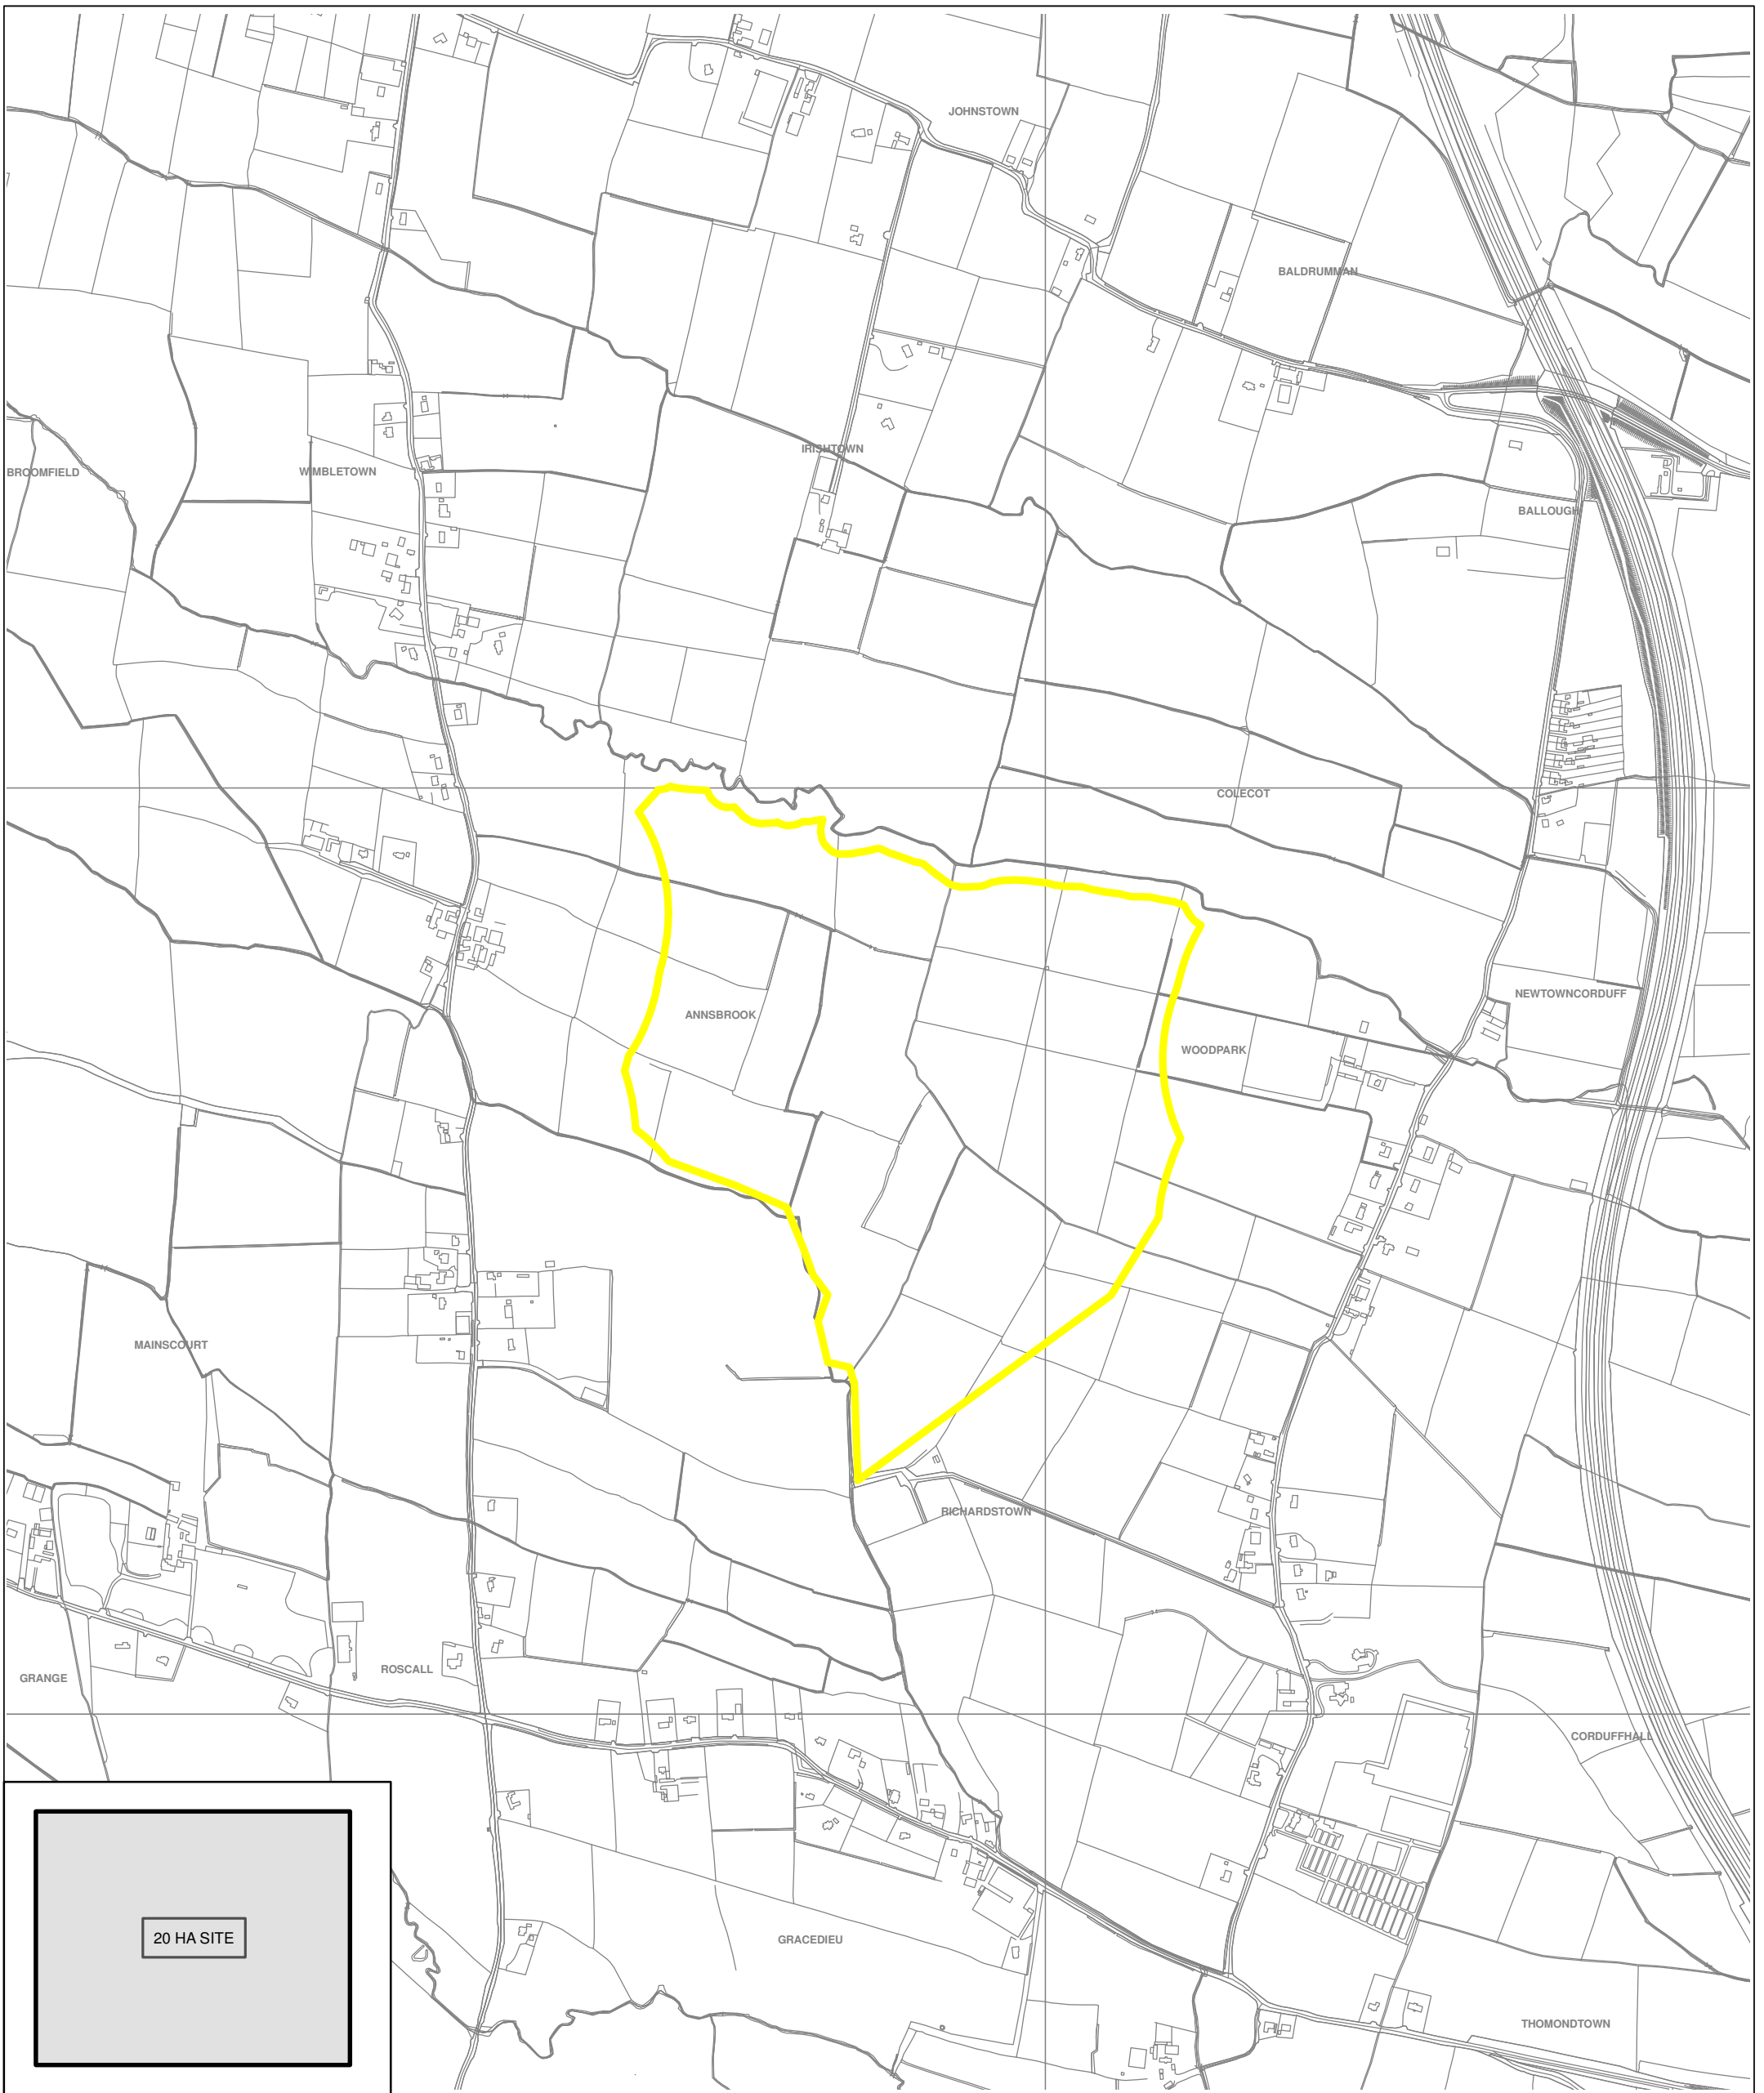 JOHNSTOWN
BALDRUMMAN
IRISHTOWN
BROOMFIELD
WIMBLETOWN
BALLOUGH
COLECOT
NEWTOWNCORDUFF
ANNSBROOK
WOODPARK
MAINSCOURT
RICHARDSTOWN
GRANGE
ROSCALL
CORDUFFHALL
20 HA SITE
GRACEDIEU
THOMONDTOWN